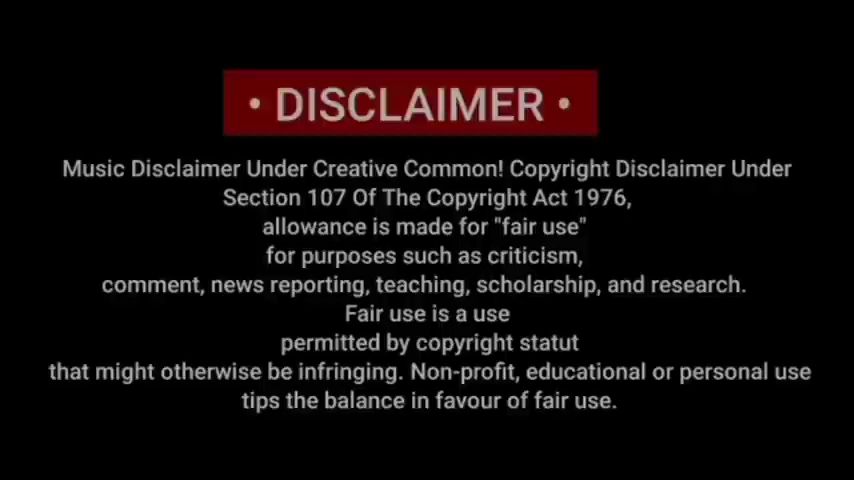 • DISCLAIMER •
Music Disclaimer Under Creative Common! Copyright Disclaimer Under
Section 107 Of The Copyright Act 1976,
allowance is made for "fair use"
for purposes such as criticism,
comment, news reporting, teaching, scholarship, and research.
Fair use is a use
permitted by copyright statut
that might otherwise be infringing. Non-profit, educational or personal use
tips the balance in favour of fair use.